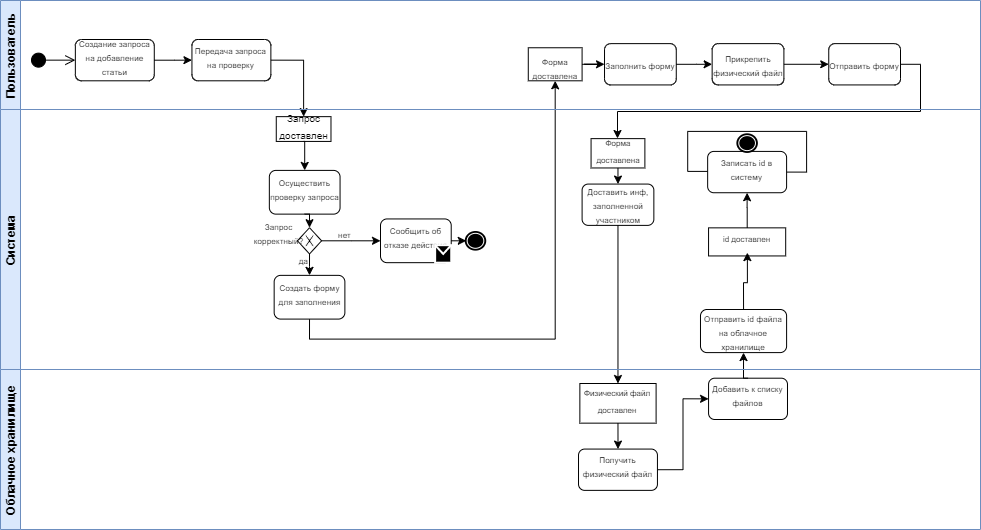 Пользователь
Создание запроса
на добавление
статьи
Передача запроса
на проверку
Форма
доставлена
Заполнить форму
Прикрепить
физический файл
Отправить форму
Система
Запрос
доставлен
Осуществить
проверку запроса
Запрос
корректный?
нет
да
Сообщить об
отказе дейст
Создать форму
для заполнения
Форма
доставлена
Доставить инф,
заполненной
участником
Записать id в
систему
id доставлен
Отправить id файла
на облачное
хранилище
Облачное хранилище
Физический файл
доставлен
Получить
физический файл
Добавить к списку
файлов